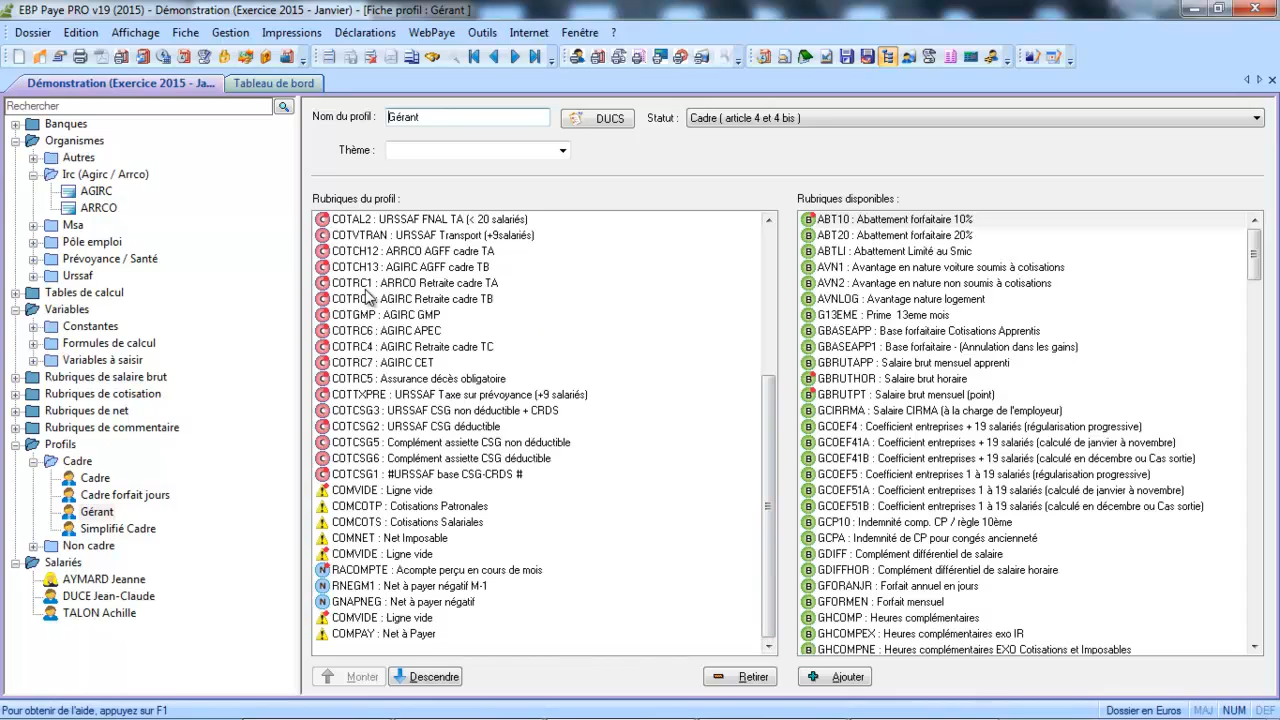 EBP Paye PRO v19 (2015) - Démonstration (Exercice 2015 - Janvier) - [Fiche profil : Gérant ]
Dossier Edition Affichage Fiche Gestion Impressions Déclarations WebPaye Outils Internet Fenêtre ?
Démonstration (Exercice 2015 - Ja... Tableau de bord
Rechercher
Banques
Organismes
Autres
Irc (Agirc / Arrco)
AGIRC
ARRCO
Msa
Pôle emploi
Prévoyance / Santé
Urssaf
Tables de calcul
Variables
Constantes
Formules de calcul
Variables à saisir
Rubriques de salaire brut
Rubriques de cotisation
Rubriques de net
Rubriques de commentaire
Profils
Cadre
Cadre
Cadre forfait jours
Gérant
Simplifié Cadre
Non cadre
Salariés
AYMARD Jeanne
DUCE Jean-Claude
TALON Achille
Nom du profil : Gérant DUCS Statut : Cadre ( article 4 et 4 bis )
Thème :
Rubriques du profil :
COTAL2 : URSSAF FNAL TA (< 20 salariés)
COTVTRAN : URSSAF Transport (+9salariés)
COTCH12 : ARRCO AGFF cadre TA
COTCH13 : AGIRC AGFF cadre TB
COTRC1 : ARRCO Retraite cadre TA
AGIRC Retraite cadre TB
COTGMP : AGIRC GMP
COTRC6 : AGIRC APEC
COTRC4 : AGIRC Retraite cadre TC
COTRC7 : AGIRC CET
COTRC5 : Assurance décès obligatoire
COTTXPRE : URSSAF Taxe sur prévoyance (+9 salariés)
COTCSG3 : URSSAF CSG non déductible + CRDS
COTCSG2 : URSSAF CSG déductible
COTCSG5 : Complément assiette CSG non déductible
COTCSG6 : Complément assiette CSG déductible
COTCSG1 : #URSSAF base CSG-CRDS #
COMVIDE : Ligne vide
COMCOTP : Cotisations Patronales
COMCOTS : Cotisations Salariales
COMNET : Net Imposable
COMVIDE : Ligne vide
RACOMPTE : Acompte perçu en cours de mois
RNEGM1 : Net à payer négatif M-1
GNAPNEG : Net à payer négatif
COMVIDE : Ligne vide
COMPAY : Net à Payer
Monter Descendre Retirer
Rubriques disponibles :
ABT10 : Abattement forfaitaire 10%
ABT20 : Abattement forfaitaire 20%
ABTLI : Abattement Limité au Smic
AVN1 : Avantage en nature voiture soumis à cotisations
AVN2 : Avantage en nature non soumis à cotisations
AVNLOG : Avantage nature logement
G13EME : Prime 13eme mois
GBASEAPP : Base forfaitaire Cotisations Apprentis
GBASEAPP1 : Base forfaitaire - (Annulation dans les gains)
GBRUTAPP : Salaire brut mensuel apprenti
GBRUTHOR : Salaire brut horaire
GBRUTPT : Salaire brut mensuel (point)
GCIRRMA : Salaire CIRMA (à la charge de l'employeur)
GCOEF4 : Coefficient entreprises + 19 salariés (régularisation progressive)
GCOEF41A : Coefficient entreprises + 19 salariés (calculé de janvier à novembre)
GCOEF41B : Coefficient entreprises + 19 salariés (calculé en décembre ou Cas sortie)
GCOEF5 : Coefficient entreprises 1 à 19 salariés (régularisation progressive)
GCOEF51A : Coefficient entreprises 1 à 19 salariés (calculé de janvier à novembre)
GCOEF51B : Coefficient entreprises 1 à 19 salariés (calculé en décembre ou Cas sortie)
GCP10 : Indemnité comp. CP / règle 10ème
GCPA : Indemnité de CP pour congés ancienneté
GDIFF : Complément différentiel de salaire
GDIFFHOR : Complément différentiel de salaire horaire
GFORANJR : Forfait annuel en jours
GFORMEN : Forfait mensuel
GHCOMP : Heures complémentaires
GHCOMPEX : Heures complémentaires exo IR
GHCOMPNE : Heures complémentaires EXO Cotisations et Imposables
Ajouter
Pour obtenir de l'aide, appuyez sur F1 Dossier en Euros MAJ NUM DEF